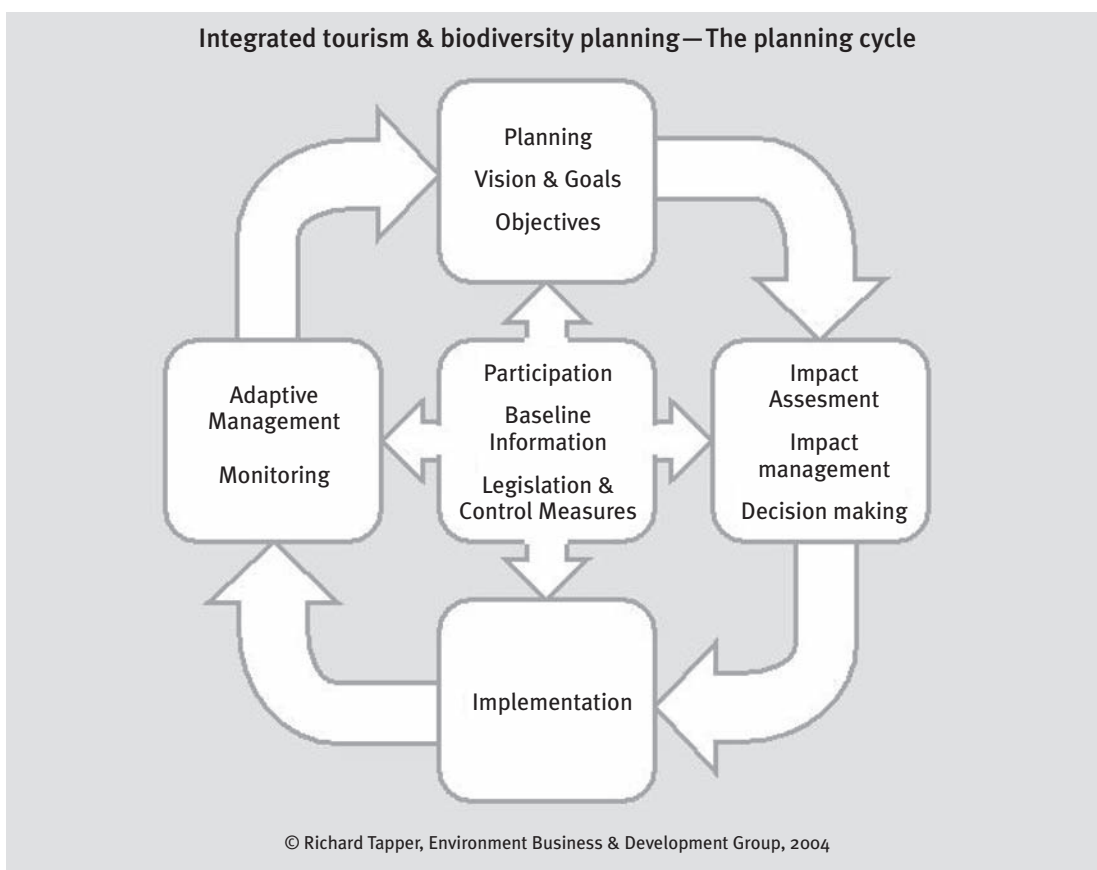 Integrated tourism & biodiversity planning—The planning cycle
Planning
Vision & Goals
Objectives
Adaptive
Management
Monitoring
Participation
Baseline
Information
Legislation &
Control Measures
Impact
Assesment
Impact
management
Decision making
Implementation
© Richard Tapper, Environment Business & Development Group, 2004